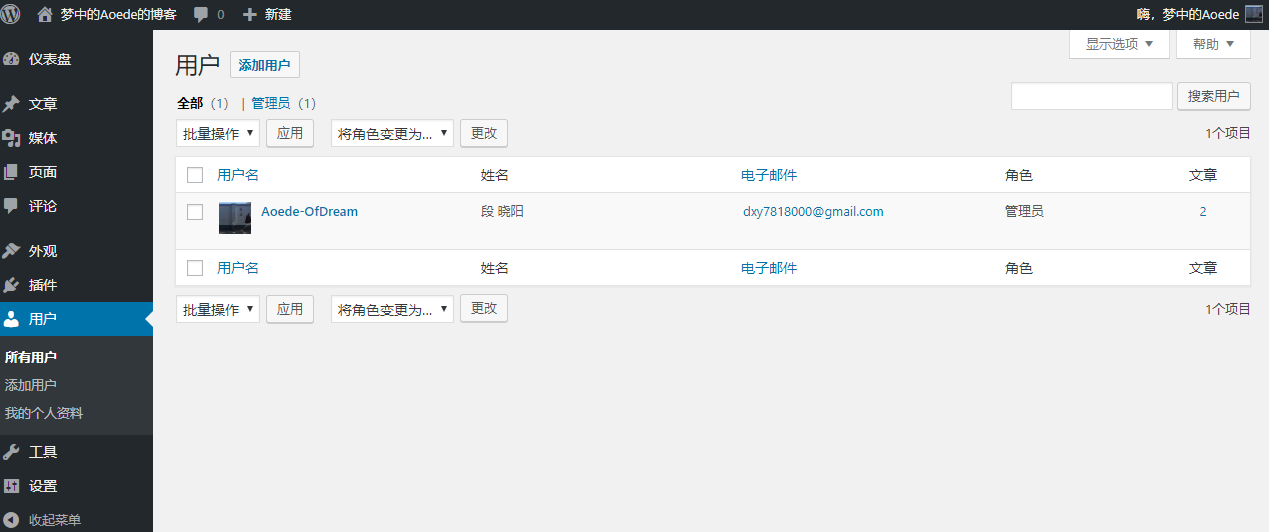 梦中的Aoede的博客 0 新建 嗨，梦中的Aoede
仪表盘
文章
媒体
页面
评论
外观
插件
用户
所有用户
添加用户
我的个人资料
工具
设置
收起菜单
显示选项 帮助
用户 添加用户
全部 （1） | 管理员 （1）
搜索用户
批量操作 应用 将角色变更为... 更改 1个项目
用户名 姓名 电子邮件 角色 文章
Aoede-OfDream 段 晓阳 dxy7818000@gmail.com 管理员 2
用户名 姓名 电子邮件 角色 文章
批量操作 应用 将角色变更为... 更改 1个项目